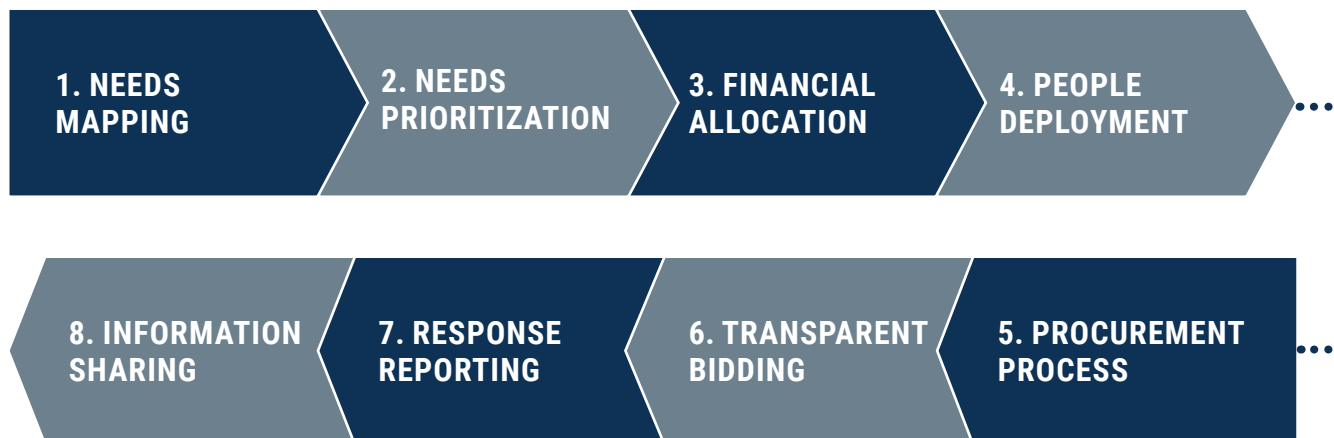 1. NEEDS
MAPPING
2. NEEDS
PRIORITIZATION
3. FINANCIAL
ALLOCATION
4. PEOPLE
DEPLOYMENT
5. PROCUREMENT
PROCESS
6. TRANSPARENT
BIDDING
7. RESPONSE
REPORTING
8. INFORMATION
SHARING